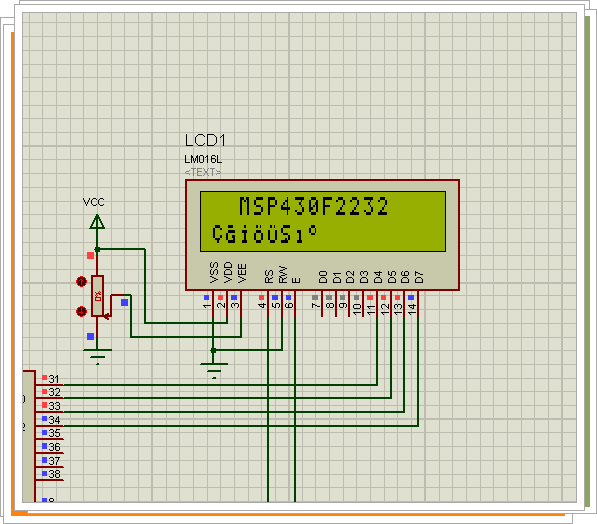 LCD1
LM016L
<TEXT>
VCC
MSP430F2232
ÇğiöüŞı°
0%
VSS
VDD
VEE
RS
RW
E
D0
D1
D2
D3
D4
D5
D6
D7
1
2
3
4
5
6
7
8
9
10
11
12
13
14
31
32
33
34
35
36
37
38